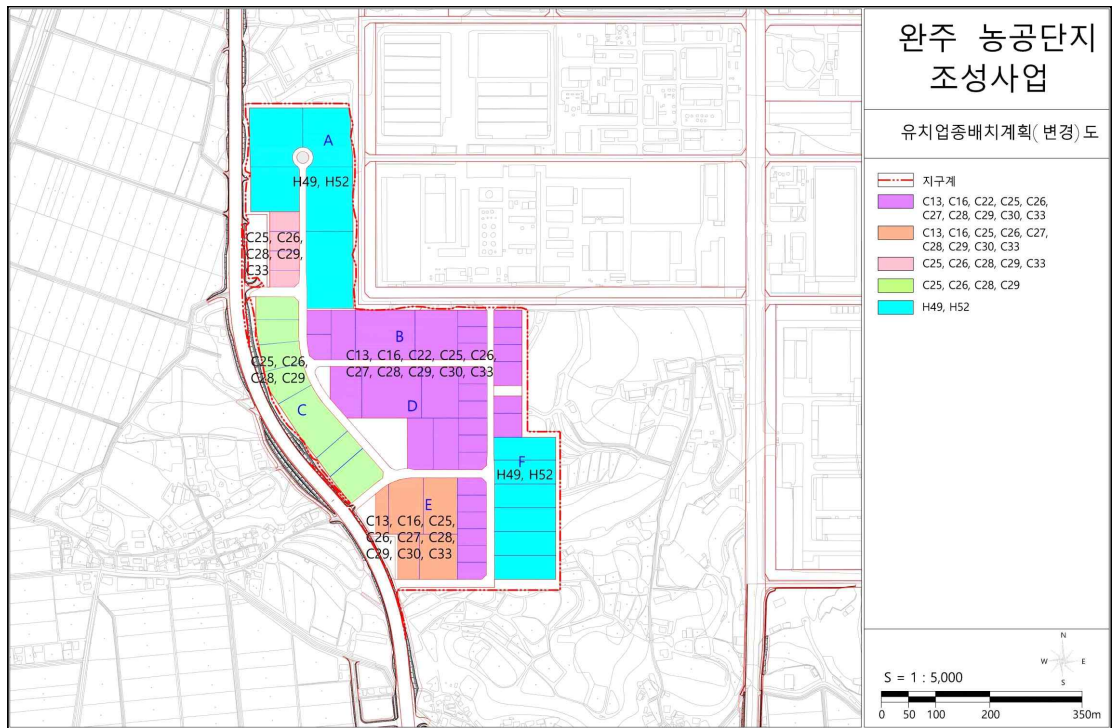 완주 농공단지
조성사업
유치업종배치계획(변경)도
지구계
C13, C16, C22, C25, C26,
C27, C28, C29, C30, C33
C13, C16, C25, C26, C27,
C28, C29, C30, C33
C25, C26, C28, C29, C33
C25, C26, C28, C29
H49, H52
A
H49, H52
C25, C26,
C28, C29,
C33
B
C13, C16, C22, C25, C26,
C27, C28, C29, C30, C33
C25, C26,
C28, C29
C
D
F
H49, H52
E
C13, C16, C25,
C26, C27, C28,
C29, C30, C33
N
W E
S
S = 1 : 5,000
0 50 100 200 350m